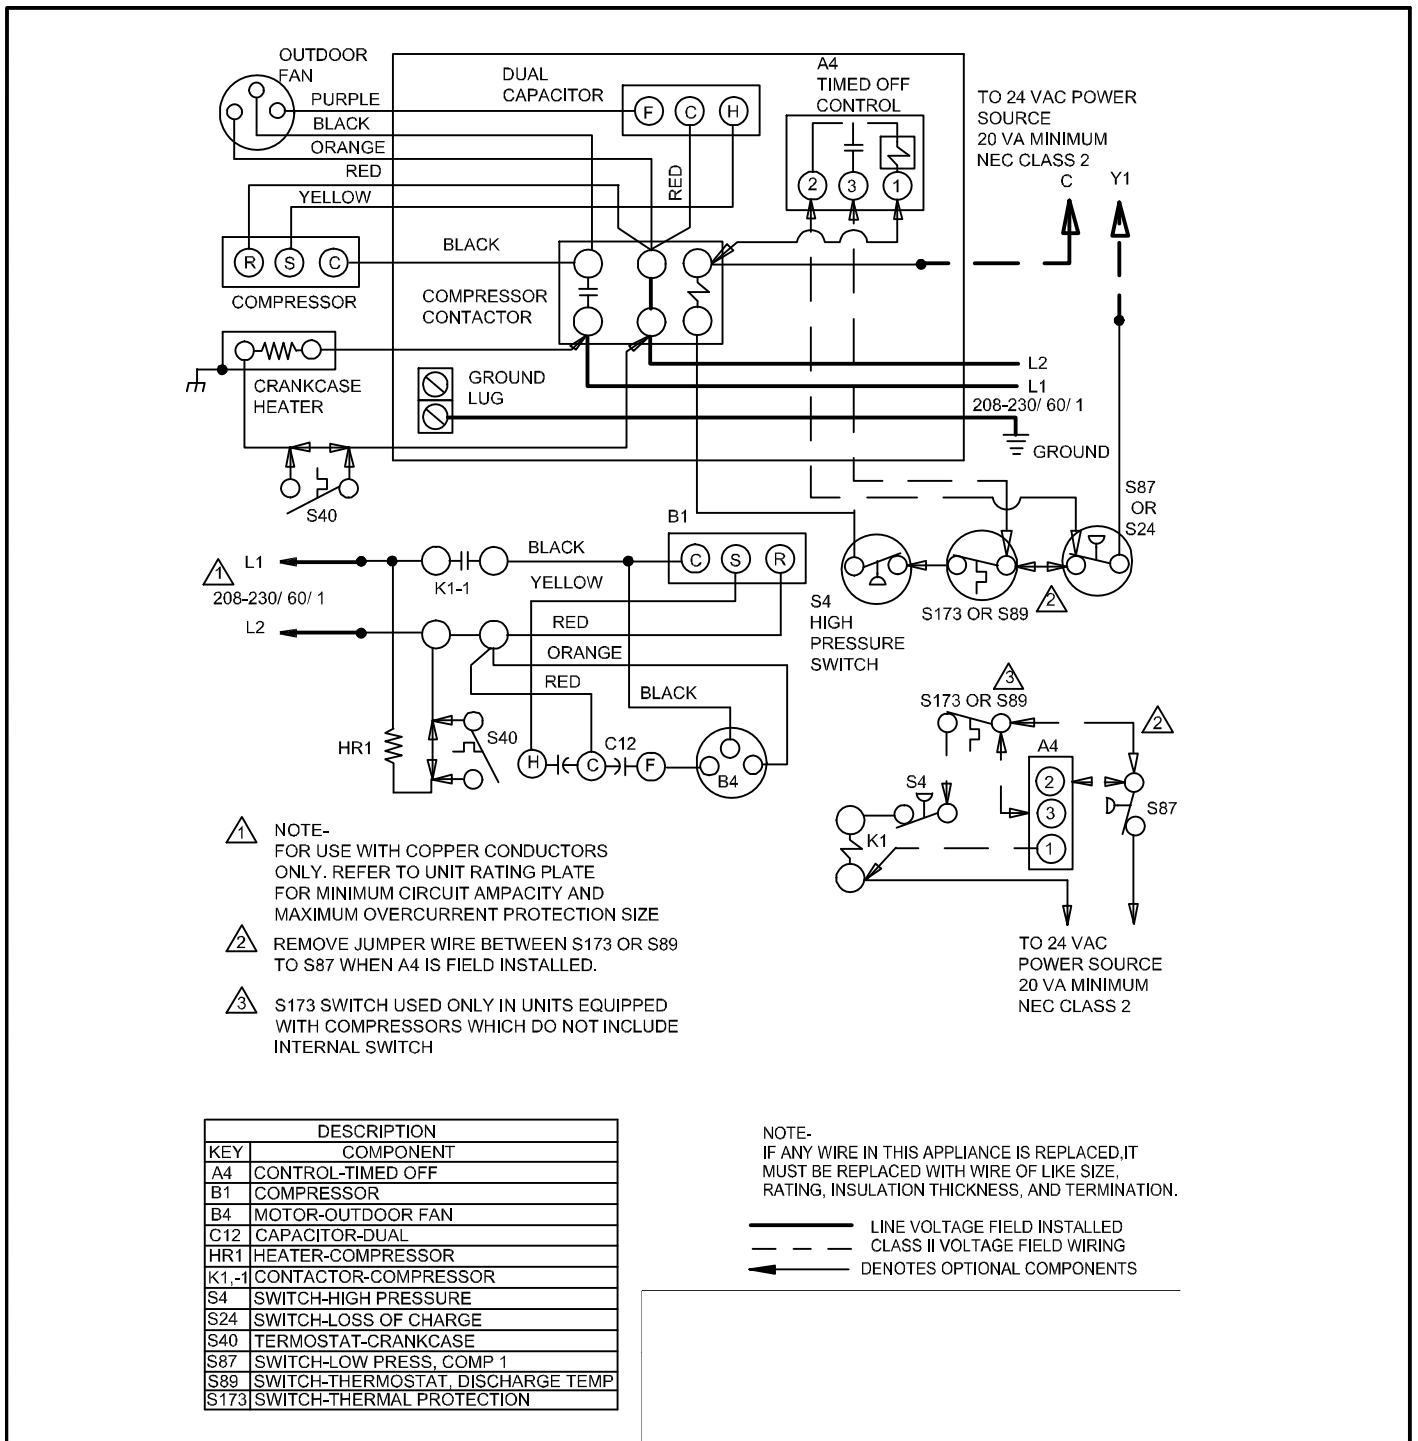 OUTDOOR
FAN
PURPLE
BLACK
ORANGE
RED
YELLOW
DUAL
CAPACITOR
F C H
RED
A4
TIMED OFF
CONTROL
2 3 1
TO 24 VAC POWER
SOURCE
20 VA MINIMUM
NEC CLASS 2
C Y1
R S C
COMPRESSOR
BLACK
COMPRESSOR
CONTACTOR
CRANKCASE
HEATER
GROUND
LUG
L2
L1
208-230/ 60/ 1
GROUND
S40
S87
OR
S24
B1
C S R
S4
HIGH
PRESSURE
SWITCH
S173 OR S89
2
1
L1
208-230/ 60/ 1
L2
K1-1
BLACK
YELLOW
RED
ORANGE
RED
BLACK
HR1
S40
H C F
C12
B4
3
S173 OR S89
2
A4
2
3
1
S4
K1
S87
TO 24 VAC
POWER SOURCE
20 VA MINIMUM
NEC CLASS 2
1 NOTE-
FOR USE WITH COPPER CONDUCTORS
ONLY. REFER TO UNIT RATING PLATE
FOR MINIMUM CIRCUIT AMPACITY AND
MAXIMUM OVERCURRENT PROTECTION SIZE
2 REMOVE JUMPER WIRE BETWEEN S173 OR S89
TO S87 WHEN A4 IS FIELD INSTALLED.
3 S173 SWITCH USED ONLY IN UNITS EQUIPPED
WITH COMPRESSORS WHICH DO NOT INCLUDE
INTERNAL SWITCH
DESCRIPTION
KEY COMPONENT
A4 CONTROL-TIMED OFF
B1 COMPRESSOR
B4 MOTOR-OUTDOOR FAN
C12 CAPACITOR-DUAL
HR1 HEATER-COMPRESSOR
K1,-1 CONTACTOR-COMPRESSOR
S4 SWITCH-HIGH PRESSURE
S24 SWITCH-LOSS OF CHARGE
S40 TERMOSTAT-CRANKCASE
S87 SWITCH-LOW PRESS, COMP 1
S89 SWITCH-THERMOSTAT, DISCHARGE TEMP
S173 SWITCH-THERMAL PROTECTION
NOTE-
IF ANY WIRE IN THIS APPLIANCE IS REPLACED,IT
MUST BE REPLACED WITH WIRE OF LIKE SIZE,
RATING, INSULATION THICKNESS, AND TERMINATION.
LINE VOLTAGE FIELD INSTALLED
CLASS II VOLTAGE FIELD WIRING
DENOTES OPTIONAL COMPONENTS